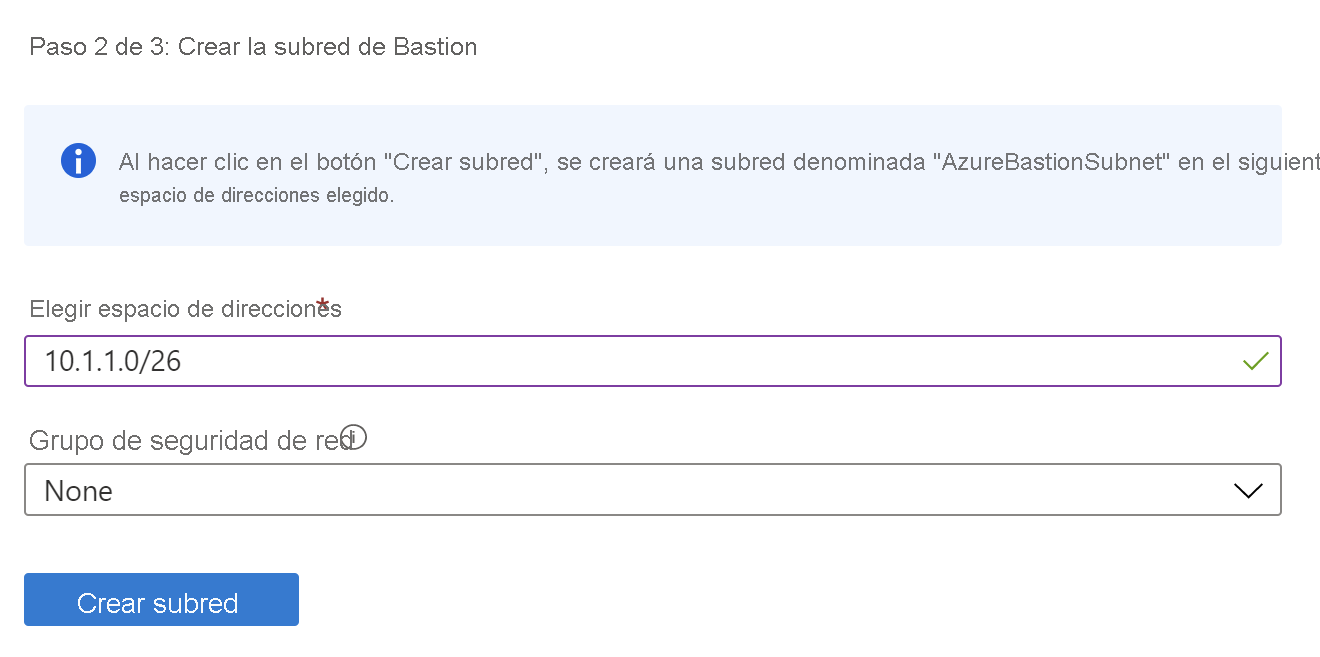 Paso 2 de 3: Crear la subred de Bastion
Al hacer clic en el botón "Crear subred", se creará una subred denominada "AzureBastionSubnet" en el siguient
espacio de direcciones elegido.
Elegir espacio de direcciones*
10.1.1.0/26
Grupo de seguridad de red
None
Crear subred